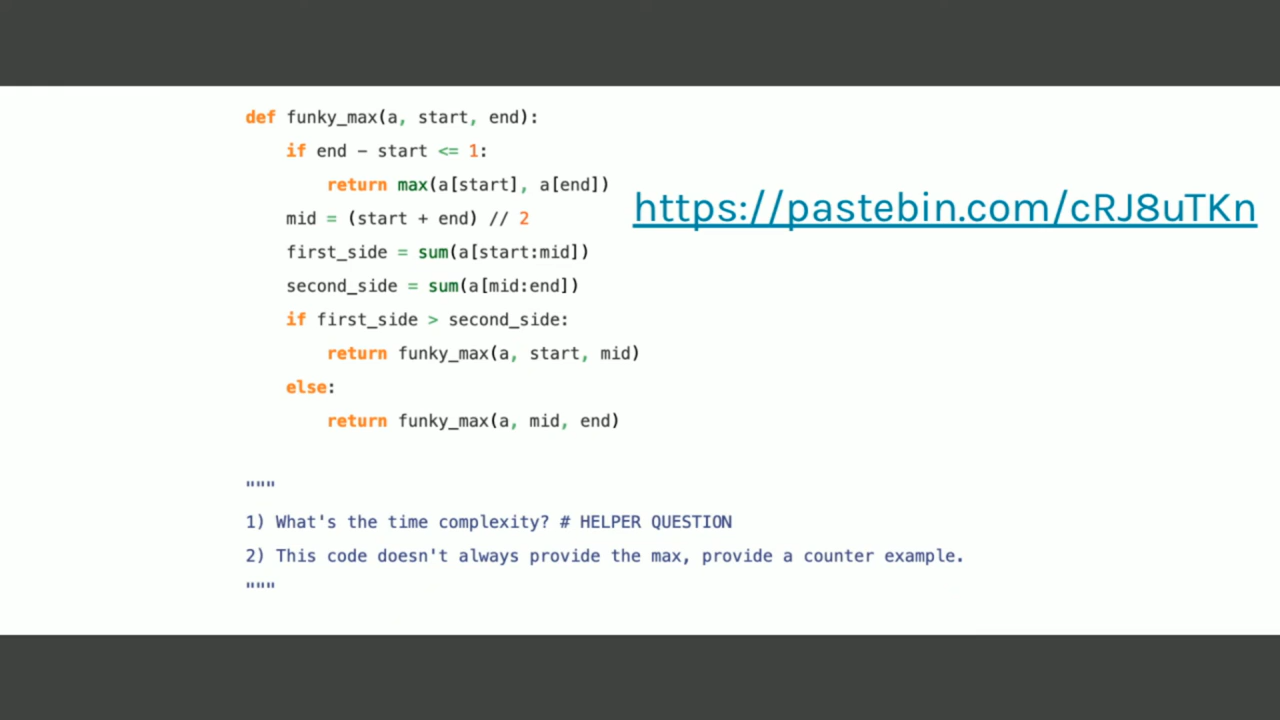 def funky_max(a, start, end):
    if end - start <= 1:
        return max(a[start], a[end])
    mid = (start + end) // 2
    first_side = sum(a[start:mid])
    second_side = sum(a[mid:end])
    if first_side > second_side:
        return funky_max(a, start, mid)
    else:
        return funky_max(a, mid, end)
https://pastebin.com/cRJ8uTKn
"""
1) What's the time complexity? # HELPER QUESTION
2) This code doesn't always provide the max, provide a counter example.
"""